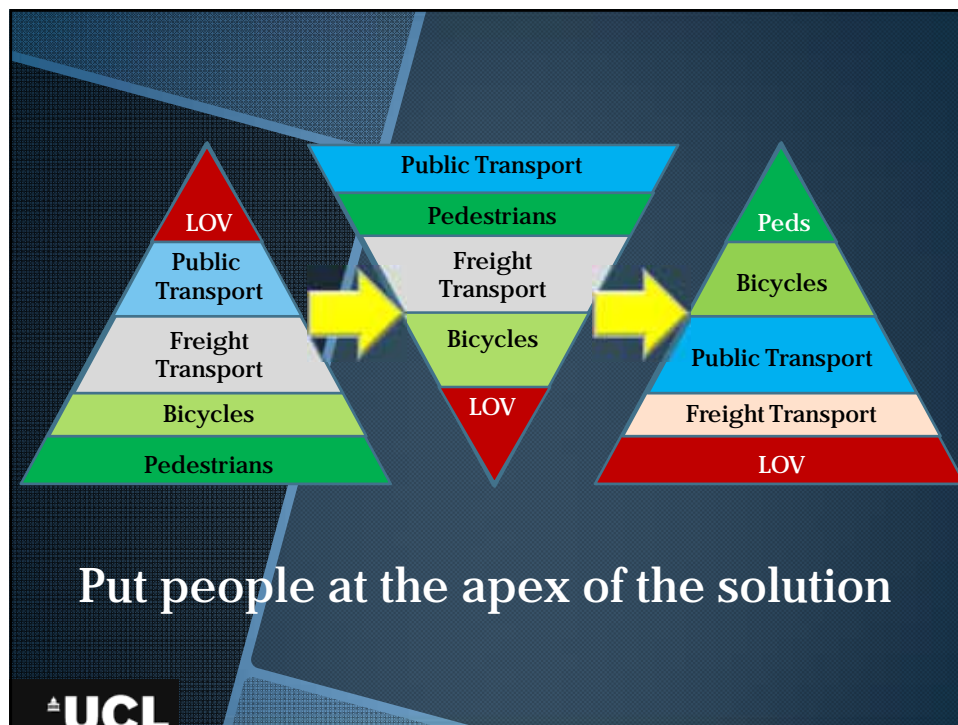 LOV
Public
Transport
Freight
Transport
Bicycles
Pedestrians
Public Transport
Pedestrians
Freight
Transport
Bicycles
LOV
Peds
Bicycles
Public Transport
Freight Transport
LOV
Put people at the apex of the solution
UCL